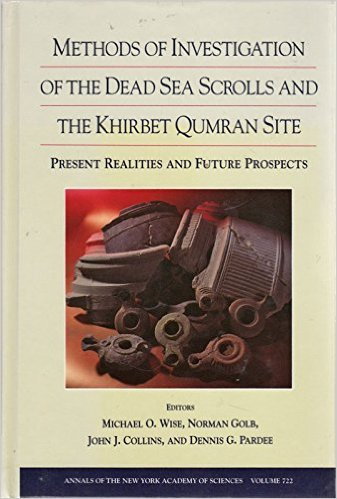 METHODS OF INVESTIGATION
OF THE DEAD SEA SCROLLS AND
THE KHIRBET QUMRAN SITE
PRESENT REALITIES AND FUTURE PROSPECTS
EDITORS
MICHAEL O. WISE, NORMAN GOLB,
JOHN J. COLLINS, AND DENNIS G. PARDEE
ANNALS OF THE NEW YORK ACADEMY OF SCIENCES VOLUME 722